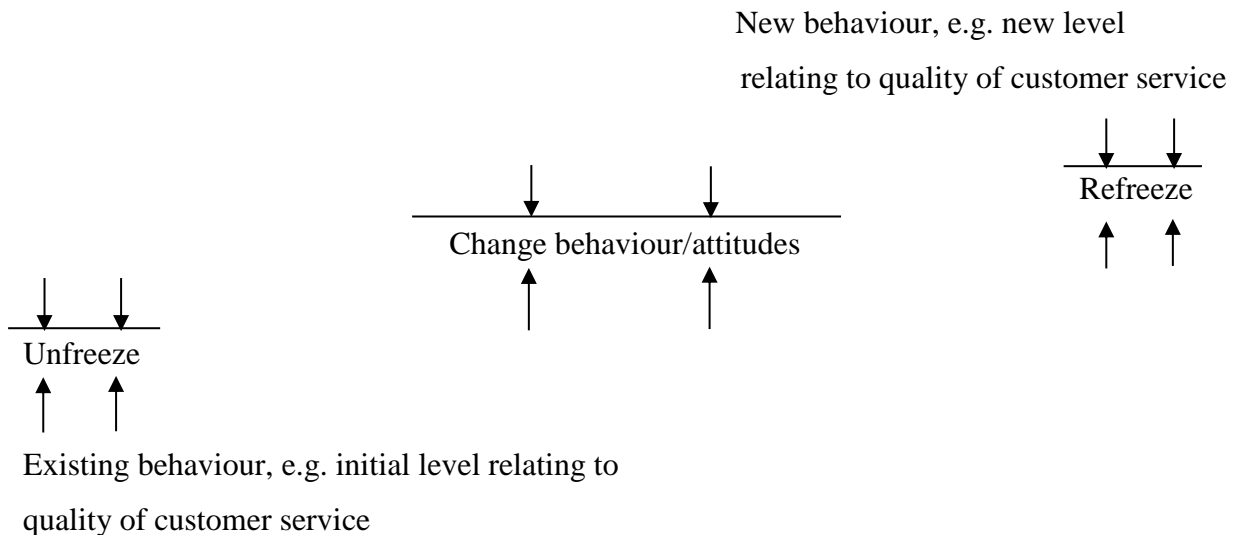 New behaviour, e.g. new level
relating to quality of customer service
Refreeze
Change behaviour/attitudes
Unfreeze
Existing behaviour, e.g. initial level relating to
quality of customer service